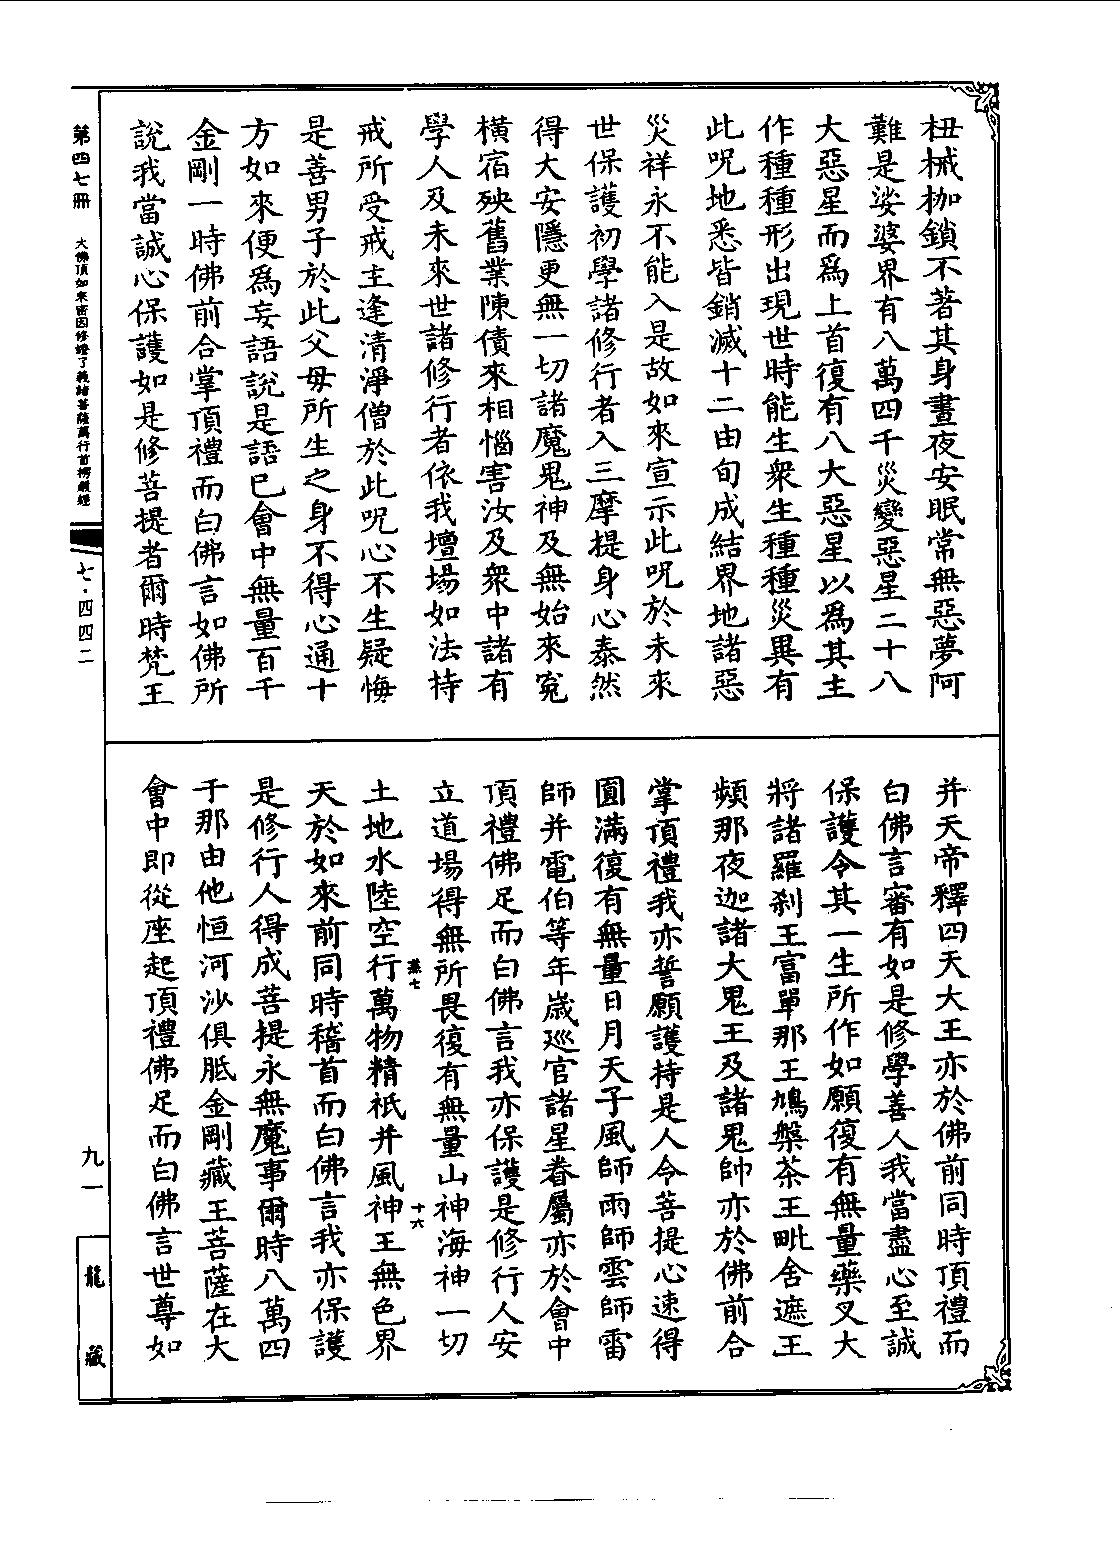 杻械枷鎖不著其身晝夜安眠常無惡夢阿
難是娑婆界有八萬四千災變惡星二十八
大惡星而爲上首復有八大惡星以爲其主
作種種形出現世時能生衆生種種災異有
此呪地悉皆銷滅十二由旬成結界地諸惡
災祥永不能入是故如來宣示此呪於未來
世保護初學諸修行者入三摩提身心泰然
得大安隱更無一切諸魔鬼神及無始來寃
橫宿殃舊業陳債來相惱害汝及衆中諸有
學人及未來世諸修行者依我壇場如法持
戒所受戒主逢清淨僧於此呪心不生疑悔
是善男子於此父母所生之身不得心通十
方如來便爲妄語說是語已會中無量百千
金剛一時佛前合掌頂禮而白佛言如佛所
說我當誠心保護如是修菩提者爾時梵王
并天帝釋四天大王亦於佛前同時頂禮而
白佛言審有如是修學善人我當盡心至誠
保護令其一生所作如願復有無量藥叉大
將諸羅刹王富單那王鳩槃茶王毗舍遮王
頻那夜迦諸大鬼王及諸鬼帥亦於佛前合
掌頂禮我亦誓願護持是人令菩提心速得
圓滿復有無量日月天子風師雨師雲師雷
師并電伯等年歲廵官諸星眷屬亦於會中
頂禮佛足而白佛言我亦保護是修行人安
立道場得無所畏復有無量山神海神一切
土地水陸空行萬物精祇并風神王無色界
天於如來前同時稽首而白佛言我亦保護
是修行人得成菩提永無魔事爾時八萬四
千那由他恒河沙俱胝金剛藏王菩薩在大
會中即從座起頂禮佛足而白佛言世尊如
染七
十六
第四七冊
大佛頂如來密因修證了義諸菩薩萬行首楞嚴經
七·四四二
九一
龍藏